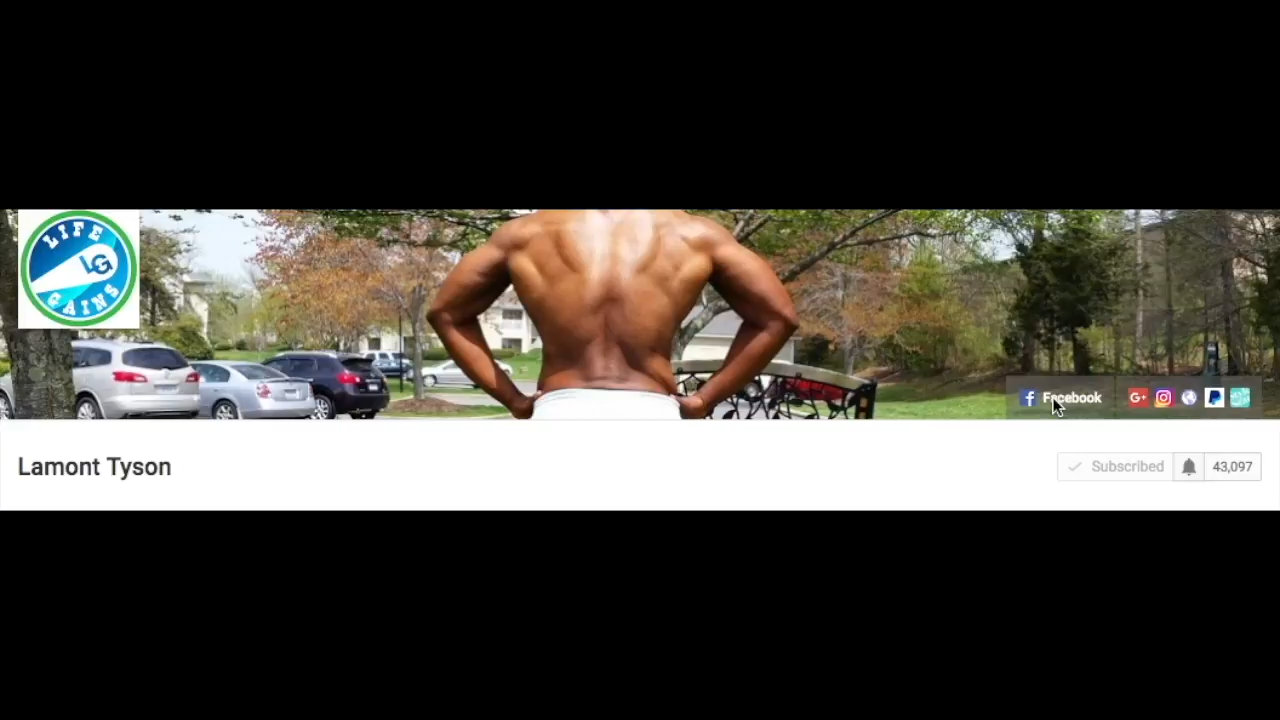 LIFE
LG
GAINS
Facebook
G+
Lamont Tyson
Subscribed
43,097